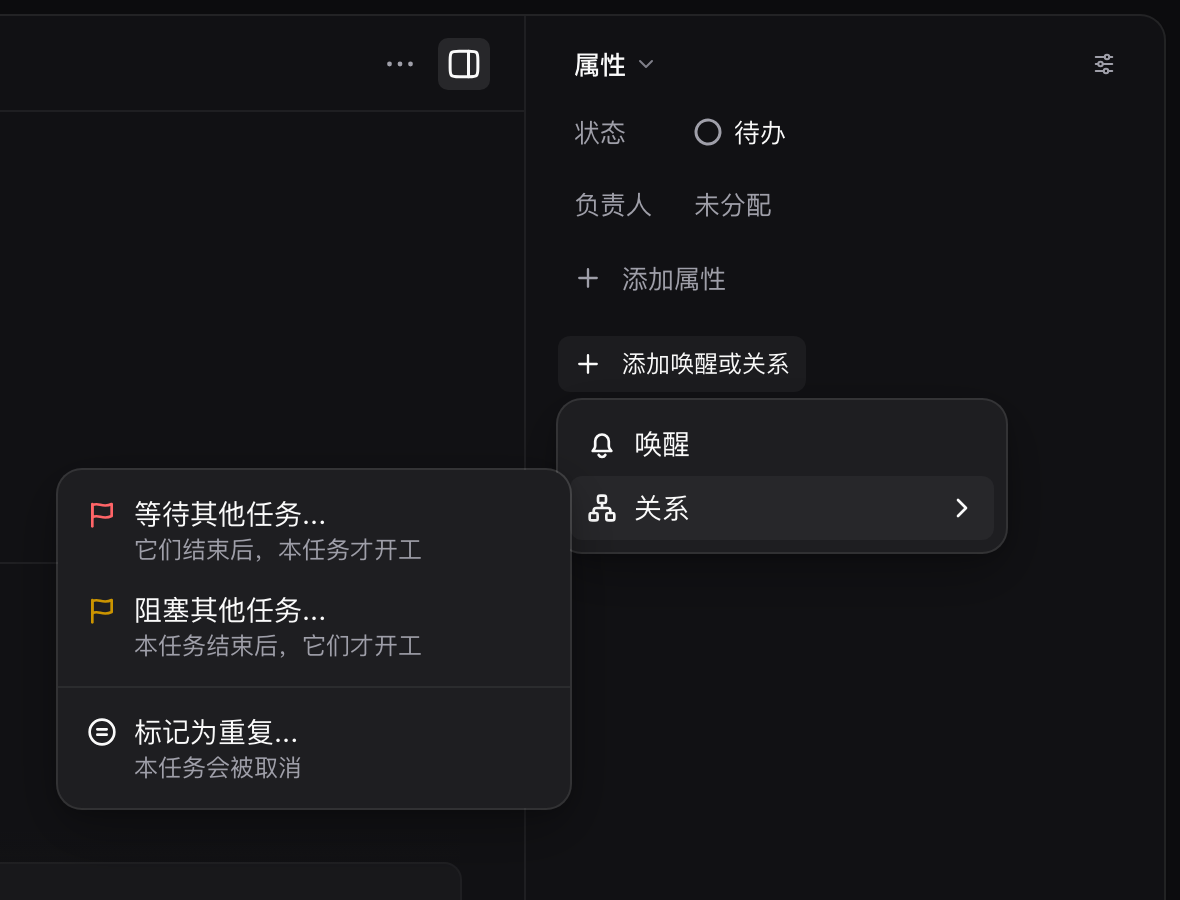 属性
状态 待办
负责人 未分配
添加属性
添加唤醒或关系
唤醒
关系
等待其他任务...
它们结束后，本任务才开工
阻塞其他任务...
本任务结束后，它们才开工
标记为重复...
本任务会被取消